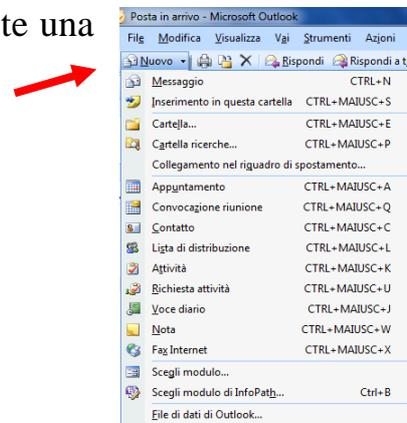 te una
Posta in arrivo - Microsoft Outlook
File Modifica Visualizza Vai Strumenti Azioni
Nuovo Rispondi Rispondi a t
Messaggio CTRL+N
Inserimento in questa cartella CTRL+MAIUSC+S
Cartella... CTRL+MAIUSC+E
Cartella ricerche... CTRL+MAIUSC+P
Collegamento nel riquadro di spostamento...
Appuntamento CTRL+MAIUSC+A
Convocazione riunione CTRL+MAIUSC+Q
Contatto CTRL+MAIUSC+C
Lista di distribuzione CTRL+MAIUSC+L
Attività CTRL+MAIUSC+K
Richiesta attività CTRL+MAIUSC+U
Voce diario CTRL+MAIUSC+J
Nota CTRL+MAIUSC+W
Fax Internet CTRL+MAIUSC+X
Scegli modulo...
Scegli modulo di InfoPath... Ctrl+B
File di dati di Outlook...